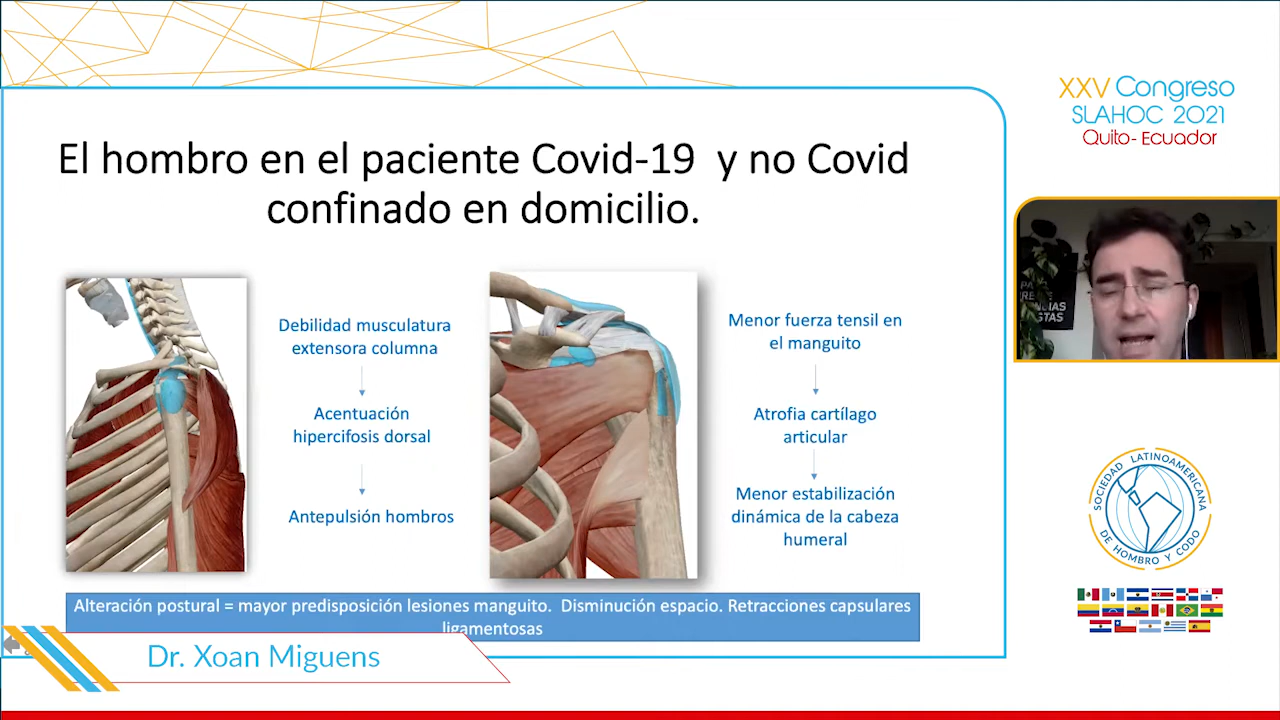 XXV Congreso
SLAHOC 2021
Quito- Ecuador
El hombro en el paciente Covid-19 y no Covid
confinado en domicilio.
Debilidad musculatura
extensora columna
Acentuación
hipercifosis dorsal
Antepulsión hombros
Menor fuerza tensil en
el manguito
Atrofia cartílago
articular
Menor estabilización
dinámica de la cabeza
humeral
Alteración postural = mayor predisposición lesiones manguito. Disminución espacio. Retracciones capsulares
ligamentosas
Dr. Xoan Miguens
SOCIEDAD LATINOAMERICANA
DE HOMBRO Y CODO